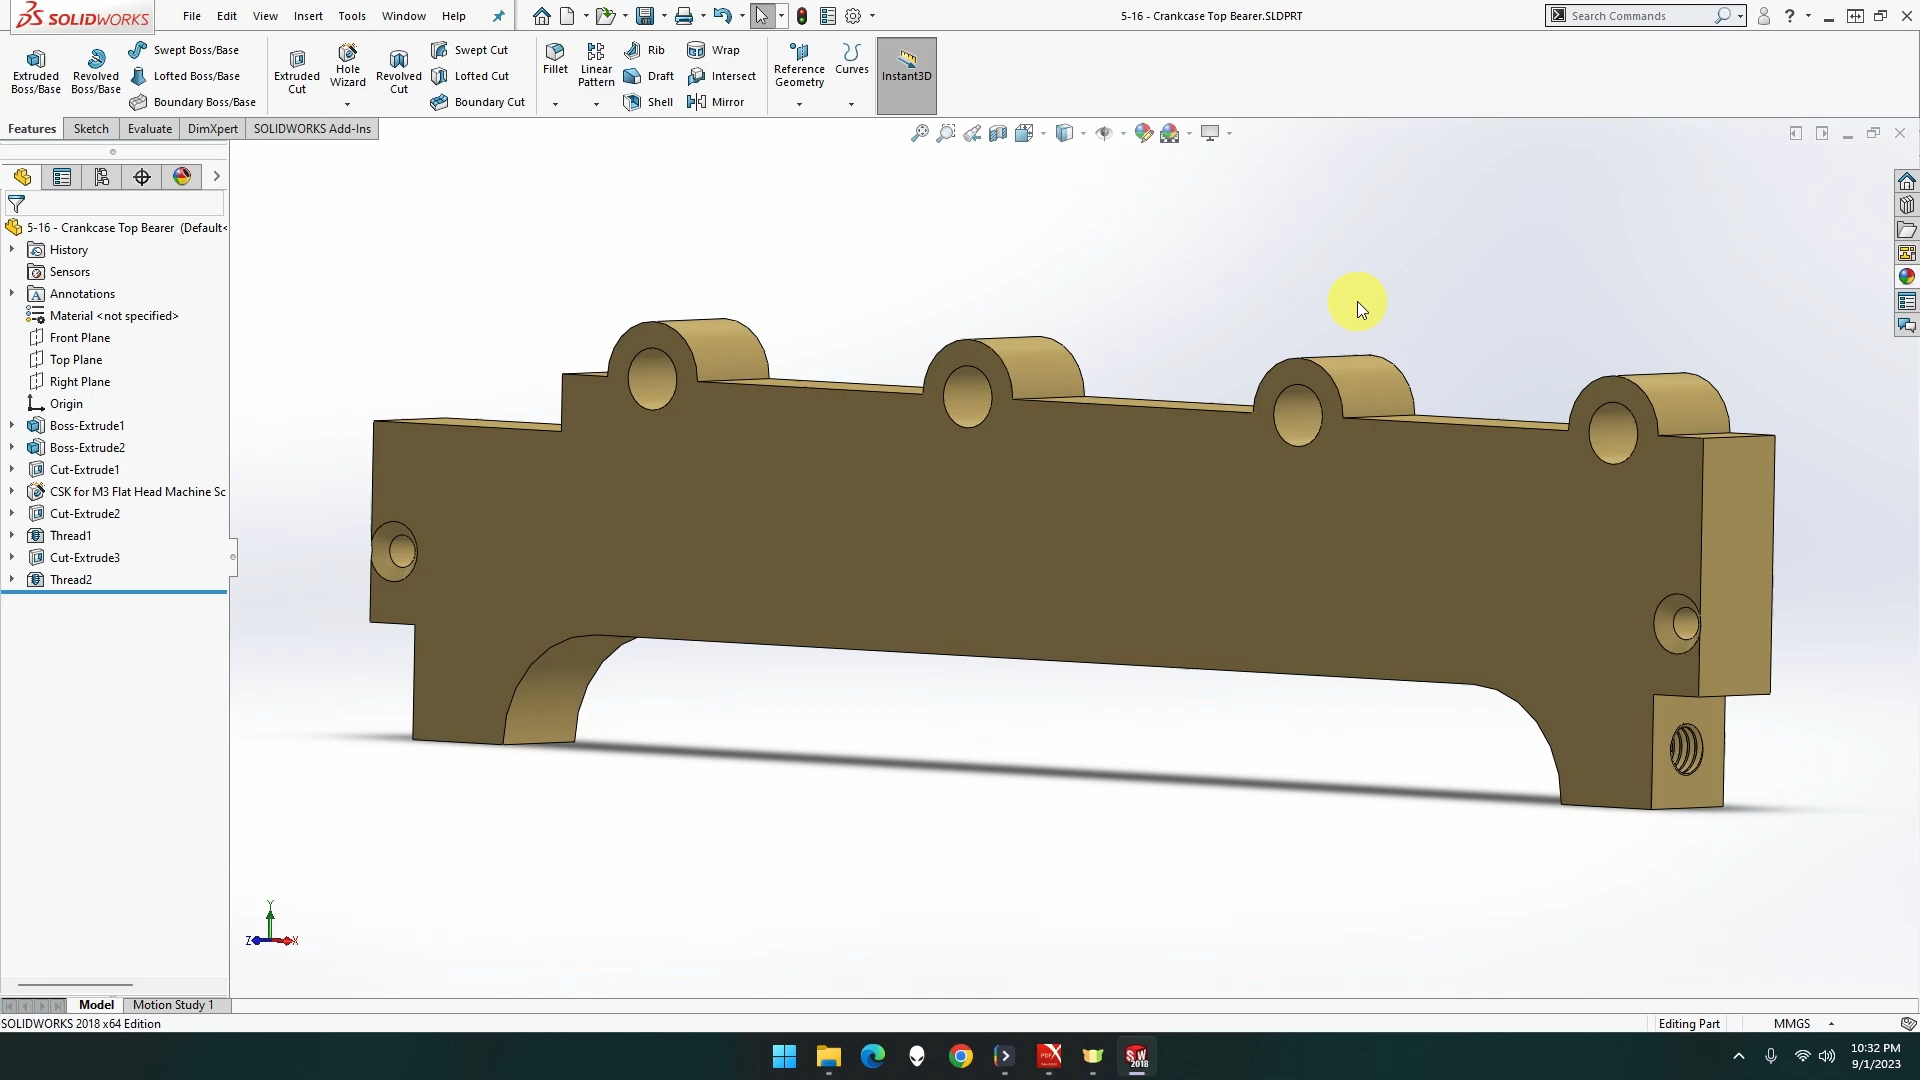 SOLIDWORKS
File Edit View Insert Tools Window Help
5-16 - Crankcase Top Bearer.SLDPRT
Search Commands
?
Extruded
Boss/Base
Revolved
Boss/Base
Swept Boss/Base
Lofted Boss/Base
Boundary Boss/Base
Extruded
Cut
Hole
Wizard
Revolved
Cut
Swept Cut
Lofted Cut
Boundary Cut
Fillet
Linear
Pattern
Rib
Draft
Shell
Wrap
Intersect
Mirror
Reference
Geometry
Curves
Instant3D
Features Sketch Evaluate DimXpert SOLIDWORKS Add-Ins
5-16 - Crankcase Top Bearer (Default<
History
Sensors
Annotations
Material <not specified>
Front Plane
Top Plane
Right Plane
Origin
Boss-Extrude1
Boss-Extrude2
Cut-Extrude1
CSK for M3 Flat Head Machine Sc
Cut-Extrude2
Thread1
Cut-Extrude3
Thread2
Y
Z X
Model Motion Study 1
SOLIDWORKS 2018 x64 Edition
Editing Part
MMGS
PDF
SW
2018
10:32 PM
9/1/2023